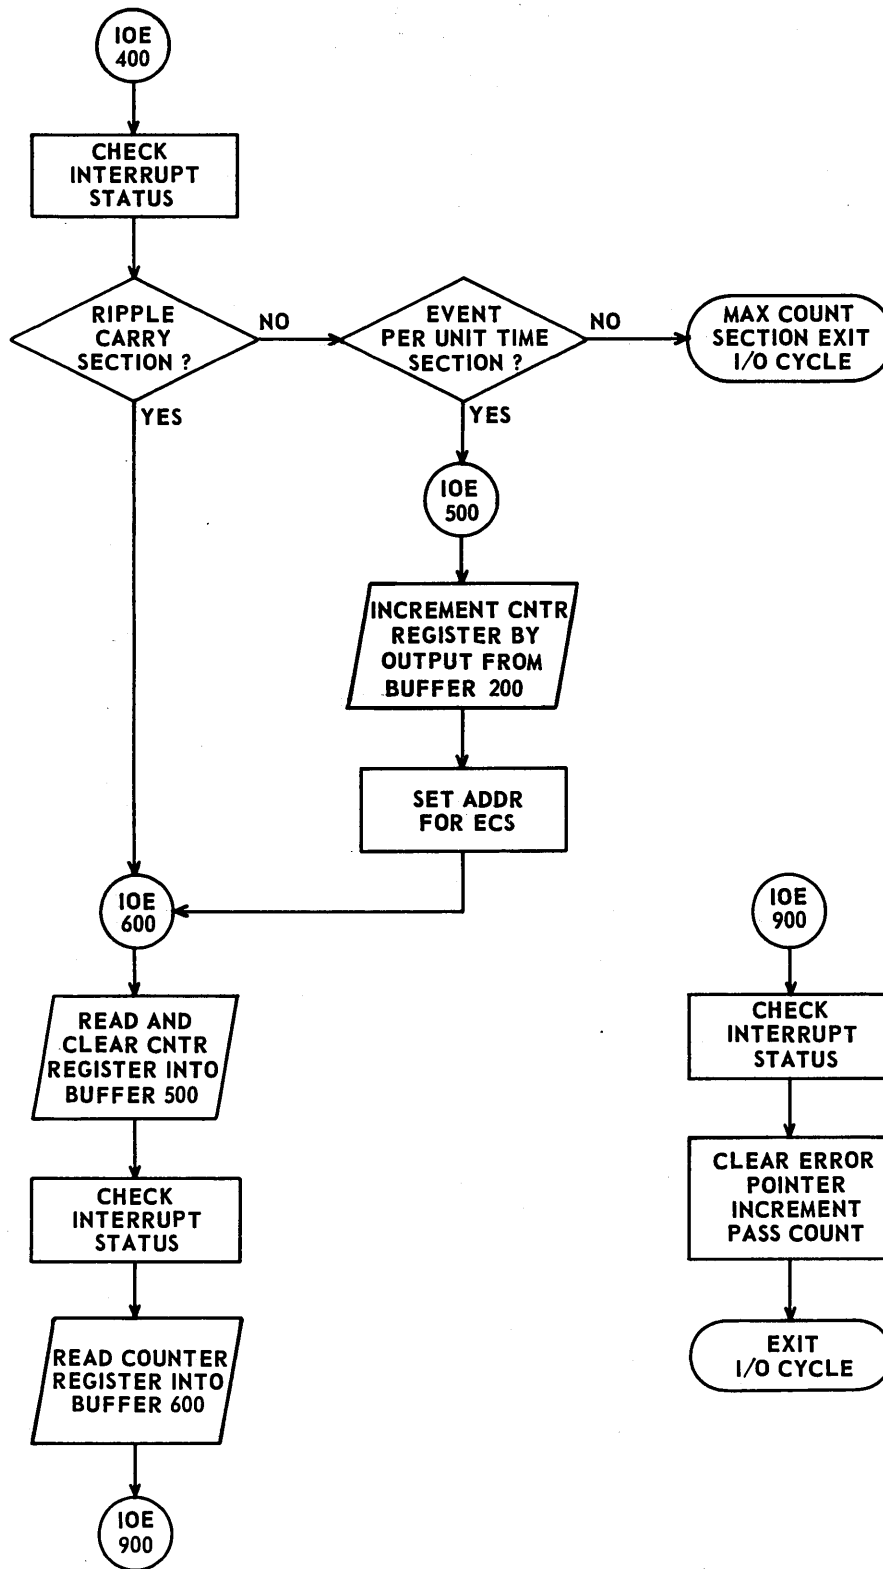 IOE
400
CHECK
INTERRUPT
STATUS
RIPPLE
CARRY
SECTION ?
NO
EVENT
PER UNIT TIME
SECTION ?
NO
MAX COUNT
SECTION EXIT
I/O CYCLE
YES
YES
IOE
500
INCREMENT CNTR
REGISTER BY
OUTPUT FROM
BUFFER 200
SET ADDR
FOR ECS
IOE
600
READ AND
CLEAR CNTR
REGISTER INTO
BUFFER 500
CHECK
INTERRUPT
STATUS
READ COUNTER
REGISTER INTO
BUFFER 600
IOE
900
IOE
900
CHECK
INTERRUPT
STATUS
CLEAR ERROR
POINTER
INCREMENT
PASS COUNT
EXIT
I/O CYCLE